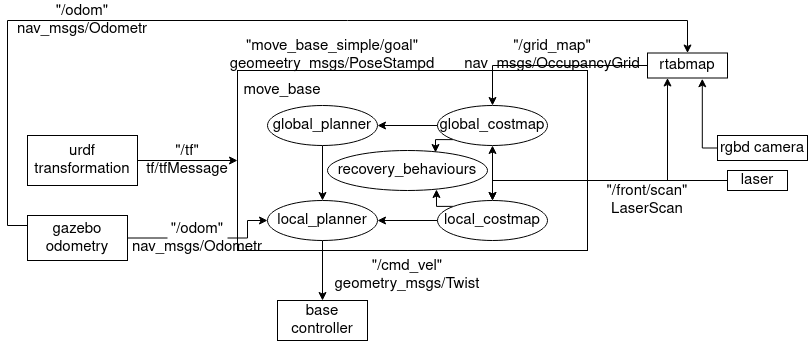 "/odom"
nav_msgs/Odometr
"move_base_simple/goal"
geomeetry_msgs/PoseStampd
"/grid_map"
nav_msgs/OccupancyGrid
rtabmap
move_base
global_planner
global_costmap
urdf
transformation
"/tf"
tf/tfMessage
rgbd camera
recovery_behaviours
laser
"/front/scan"
LaserScan
gazebo
odometry
"/odom"
nav_msgs/Odometr
local_planner
local_costmap
"/cmd_vel"
geometry_msgs/Twist
base
controller